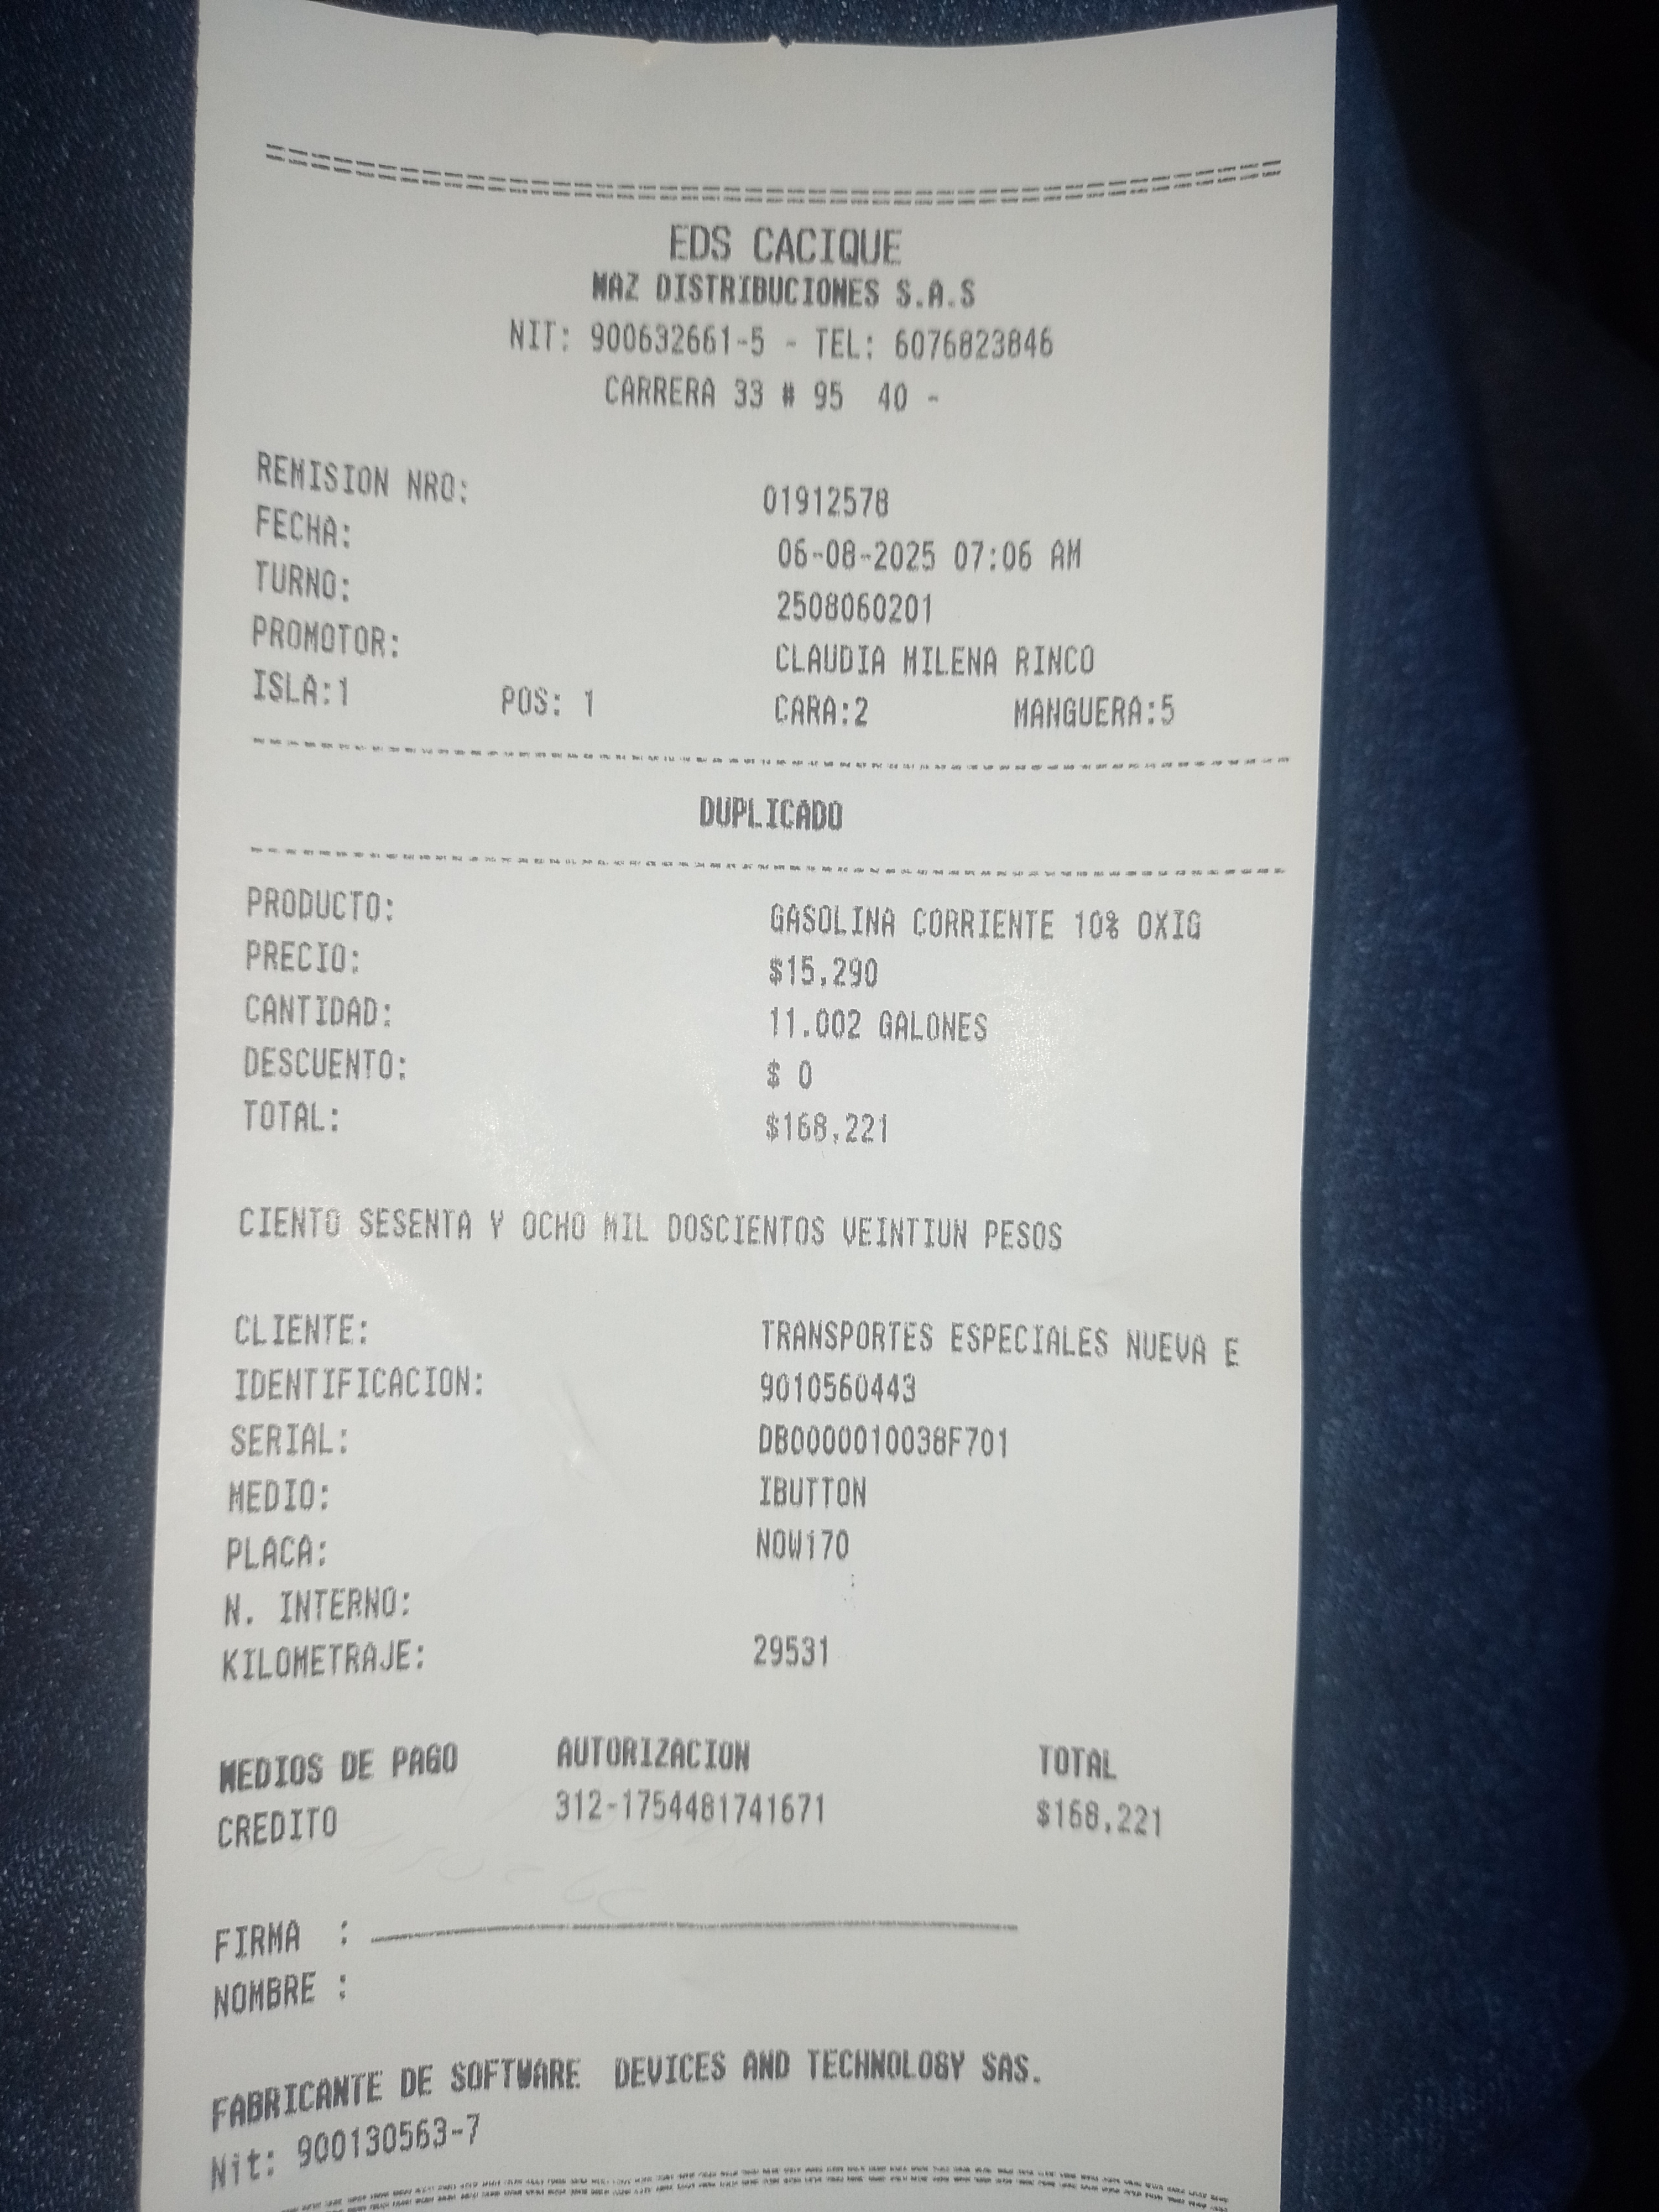 EDS CACIQUE
MAZ DISTRIBUCIONES S.A.S
NIT: 900632661-5 - TEL: 6076823846
CARRERA 33 # 95 40 -
REMISION NRO: 01912578
FECHA: 06-08-2025 07:06 AM
TURNO: 2508060201
PROMOTOR: CLAUDIA MILENA RINCO
ISLA:1 POS: 1 CARA:2 MANGUERA:5
DUPLICADO
PRODUCTO: GASOLINA CORRIENTE 10% OXIG
PRECIO: $15,290
CANTIDAD: 11.002 GALONES
DESCUENTO: $ 0
TOTAL: $168,221
CIENTO SESENTA Y OCHO MIL DOSCIENTOS VEINTIUN PESOS
CLIENTE: TRANSPORTES ESPECIALES NUEVA E
IDENTIFICACION: 9010560443
SERIAL: DB0000010038F701
MEDIO: IBUTTON
PLACA: NOW170
N. INTERNO:
KILOMETRAJE: 29531
MEDIOS DE PAGO AUTORIZACION TOTAL
CREDITO 312-1754481741671 $168,221
FIRMA :
NOMBRE :
FABRICANTE DE SOFTWARE DEVICES AND TECHNOLOGY SAS.
Nit: 900130563-7